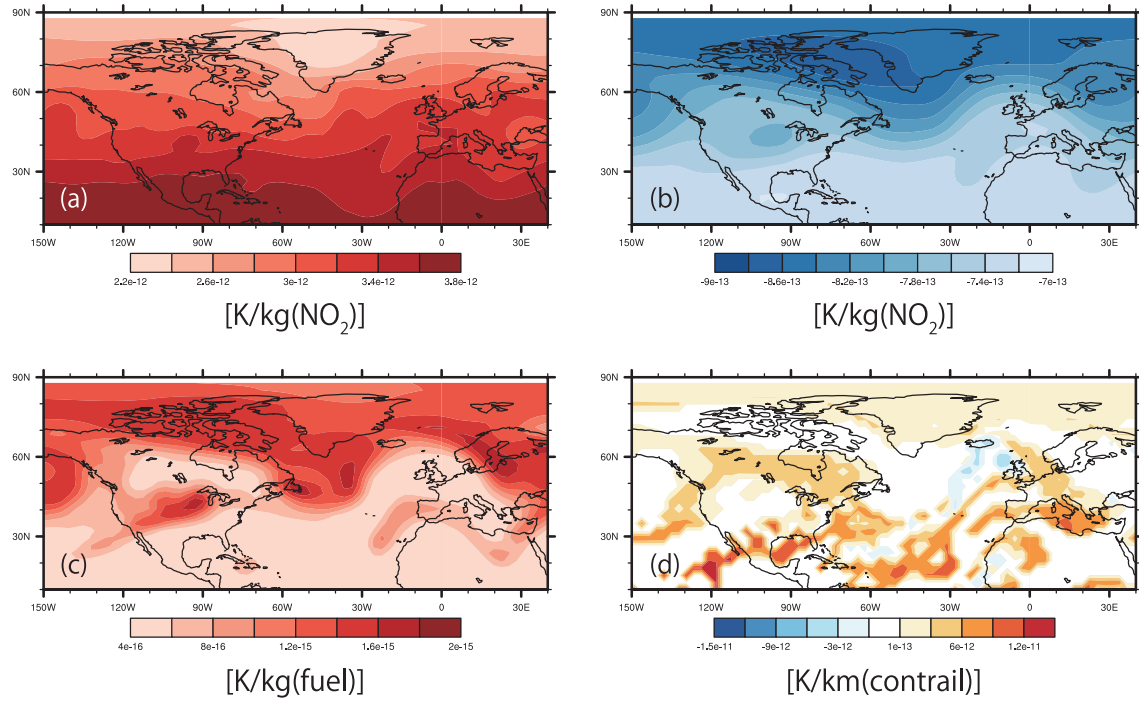 90N 90N
60N 60N
30N 30N
(a) (b)
150W 120W 90W 60W 30W 0 30E 150W 120W 90W 60W 30W 0 30E
2.2e-12 2.6e-12 3e-12 3.4e-12 3.8e-12 -9e-13 -8.6e-13 -8.2e-13 -7.8e-13 -7.4e-13 -7e-13
[K/kg(NO₂)] [K/kg(NO₂)]
90N 90N
60N 60N
30N 30N
(c) (d)
150W 120W 90W 60W 30W 0 30E 150W 120W 90W 60W 30W 0 30E
4e-16 8e-16 1.2e-15 1.6e-15 2e-15 -1.5e-11 -9e-12 -3e-12 1e-13 6e-12 1.2e-11
[K/kg(fuel)] [K/km(contrail)]